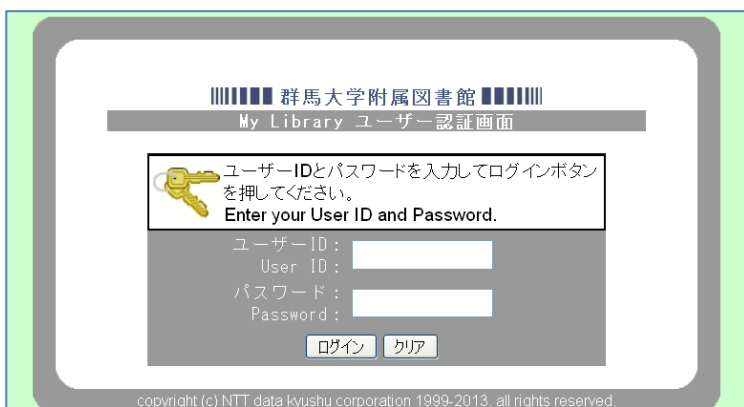 群馬大学附属図書館
My Library ユーザー認証画面
ユーザーIDとパスワードを入力してログインボタン
を押してください。
Enter your User ID and Password.
ユーザーID：
User ID：
パスワード：
Password：
ログイン クリア
copyright (c) NTT data kyushu corporation 1999-2013. all rights reserved.